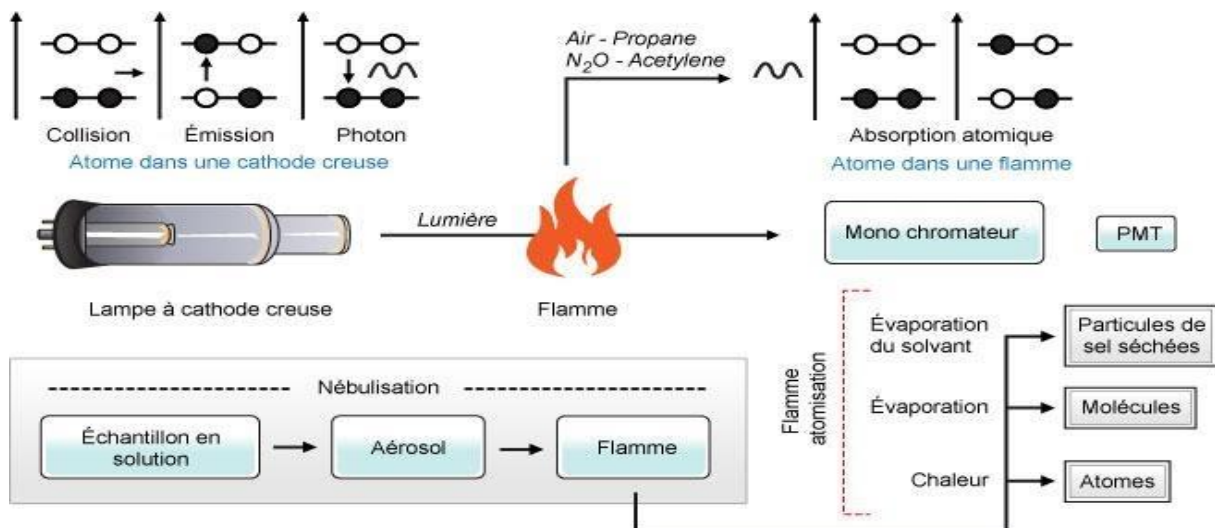 Air - Propane
N2O - Acetylene
Collision
Émission
Photon
Absorption atomique
Atome dans une cathode creuse
Atome dans une flamme
Lumière
Mono chromateur
PMT
Lampe à cathode creuse
Flamme
Flamme
atomisation
Évaporation
du solvant
Particules de
sel séchées
Évaporation
Molécules
Chaleur
Atomes
Nébulisation
Échantillon en
solution
Aérosol
Flamme